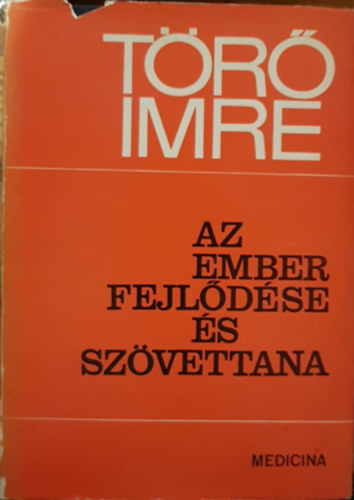 TÖRŐ
IMRE
AZ
EMBER
FEJLŐDÉSE
ÉS
SZÖVETTANA
MEDICINA